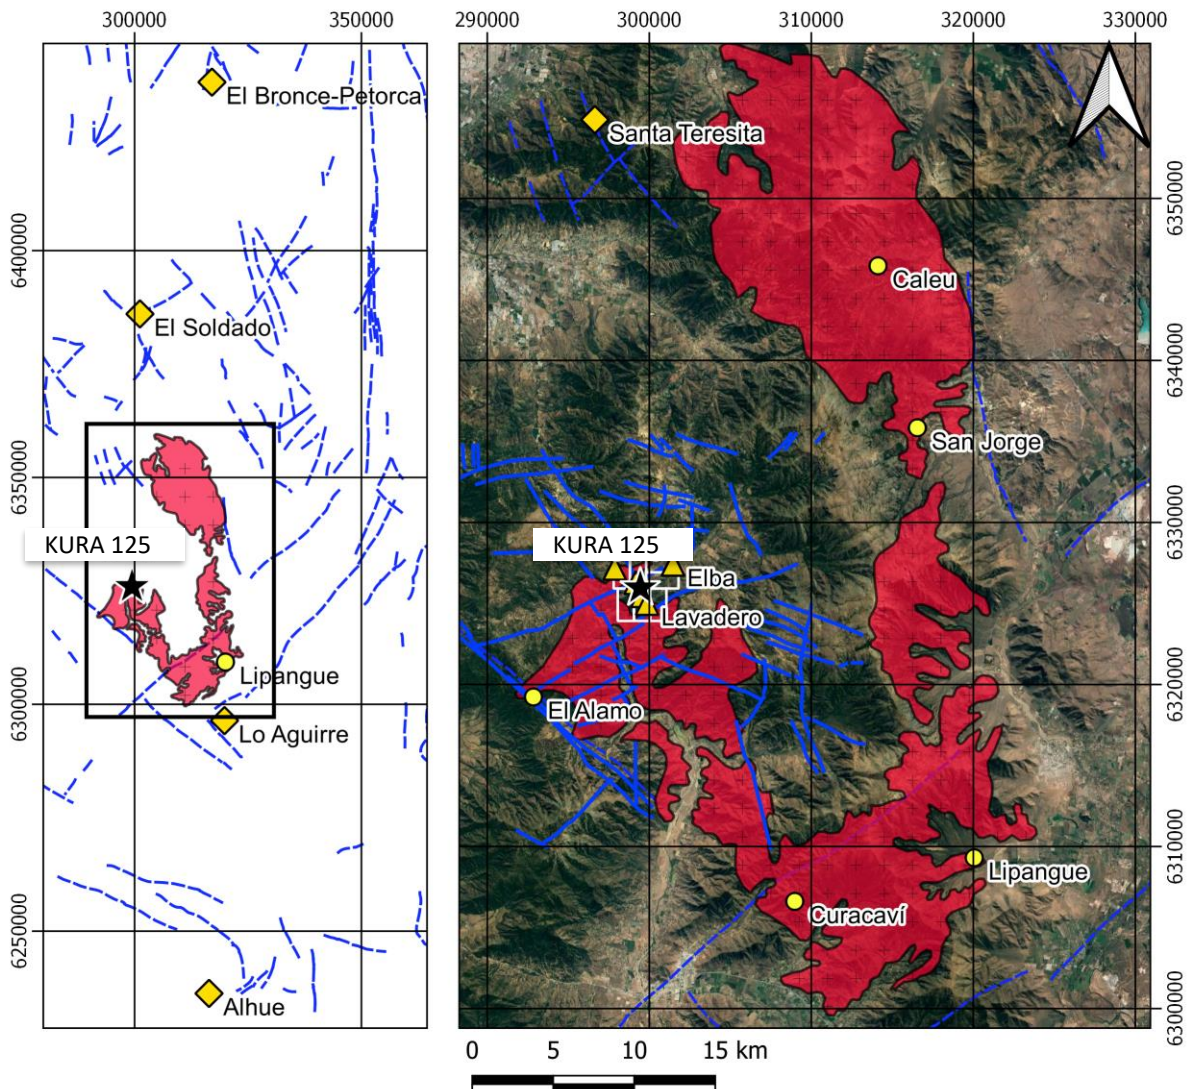 300000
350000
290000
300000
310000
320000
330000
El Bronce-Petorca
Santa Teresita
6350000
6400000
Caleu
El Soldado
6340000
San Jorge
6350000
6330000
KURA 125
KURA 125
Elba
Lavadero
6320000
Lipangue
El Alamo
6300000
Lo Aguirre
6310000
Lipangue
Curacaví
6250000
Alhue
6300000
0 5 10 15 km